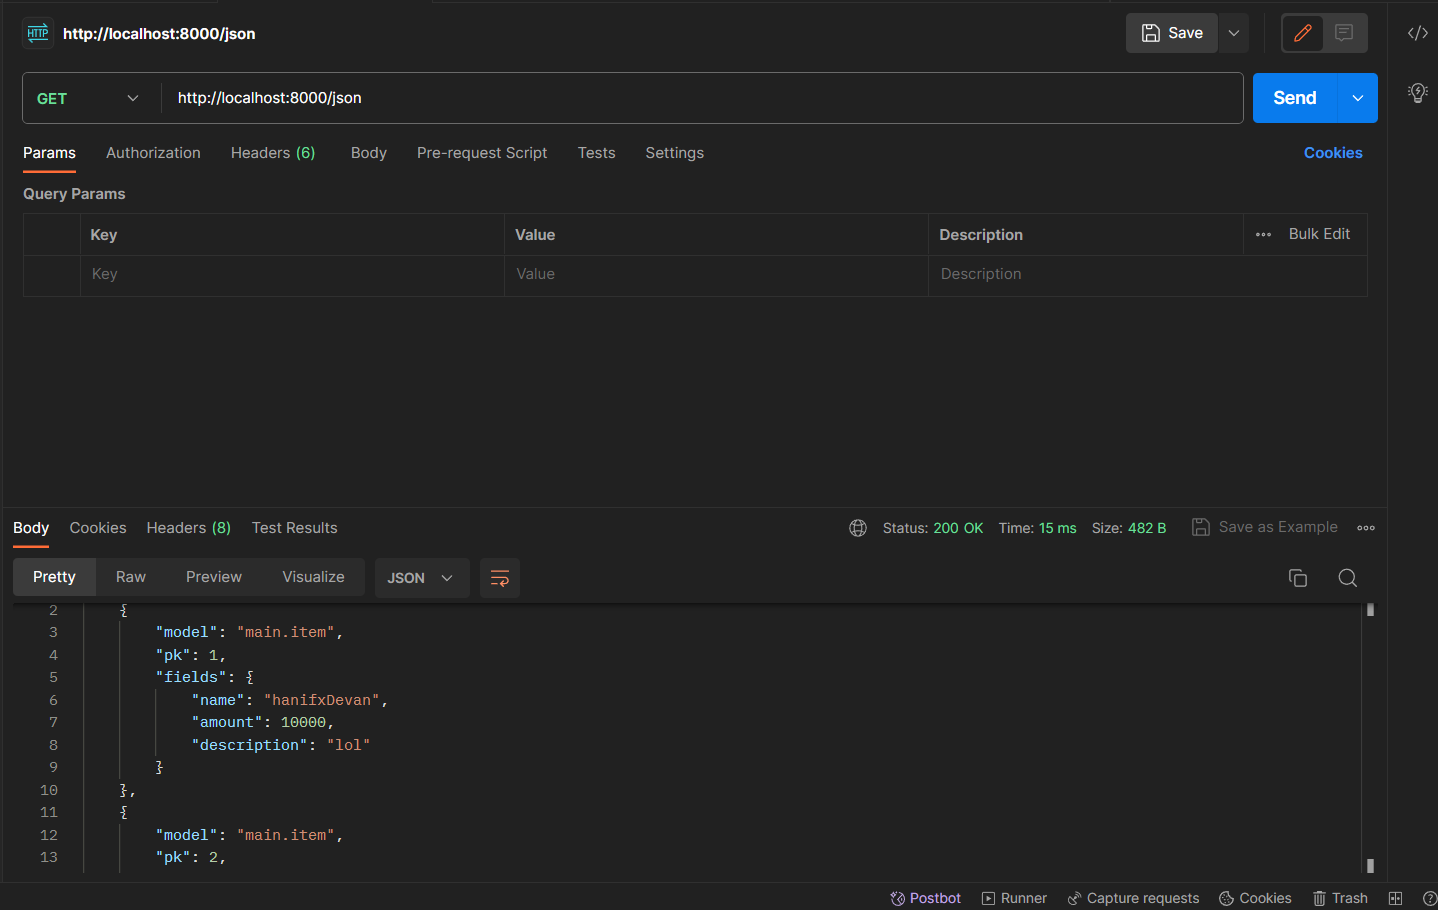 HTTP http://localhost:8000/json Save
GET http://localhost:8000/json Send
Params Authorization Headers (6) Body Pre-request Script Tests Settings Cookies
Query Params
Key Value Description Bulk Edit
Key Value Description
Body Cookies Headers (8) Test Results Status: 200 OK Time: 15 ms Size: 482 B Save as Example
Pretty Raw Preview Visualize JSON
2 {
3 "model": "main.item",
4 "pk": 1,
5 "fields": {
6 "name": "hanifxDevan",
7 "amount": 10000,
8 "description": "lol"
9 }
10 },
11 {
12 "model": "main.item",
13 "pk": 2,
Postbot Runner Capture requests Cookies Trash